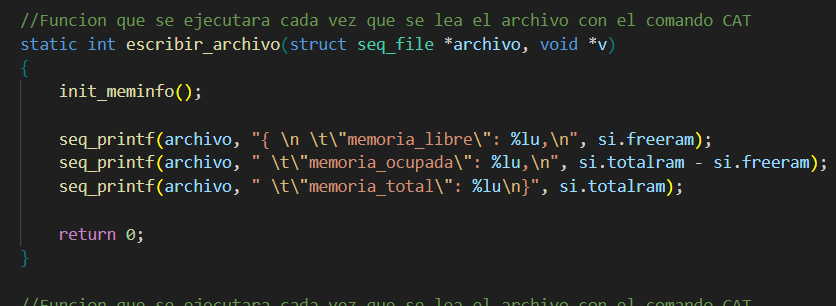 //Funcion que se ejecutara cada vez que se lea el archivo con el comando CAT
static int escribir_archivo(struct seq_file *archivo, void *v)
{
    init_meminfo();
    seq_printf(archivo, "{ \n \t\"memoria_libre\": %lu,\n", si.freeram);
    seq_printf(archivo, " \t\"memoria_ocupada\": %lu,\n", si.totalram - si.freeram);
    seq_printf(archivo, " \t\"memoria_total\": %lu\n}", si.totalram);
    return 0;
}
//Funcion que se ejecutara cada vez que se lea el archivo con el comando CAT